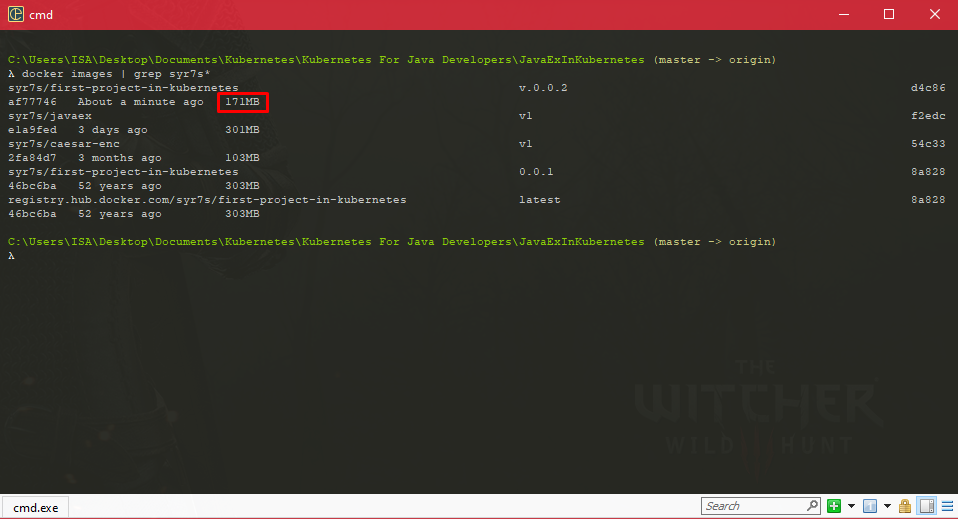 cmd
C:\Users\ISA\Desktop\Documents\Kubernetes\Kubernetes For Java Developers\JavaExInKubernetes (master -> origin)
λ docker images | grep syr7s*
syr7s/first-project-in-kubernetes v.0.0.2 d4c86
af77746 About a minute ago 171MB
syr7s/javaex v1 f2edc
e1a9fed 3 days ago 301MB
syr7s/caesar-enc v1 54c33
2fa84d7 3 months ago 103MB
syr7s/first-project-in-kubernetes 0.0.1 8a828
46bc6ba 52 years ago 303MB
registry.hub.docker.com/syr7s/first-project-in-kubernetes latest 8a828
46bc6ba 52 years ago 303MB
C:\Users\ISA\Desktop\Documents\Kubernetes\Kubernetes For Java Developers\JavaExInKubernetes (master -> origin)
λ
THE
WITCHER
WILD HUNT
cmd.exe
Search